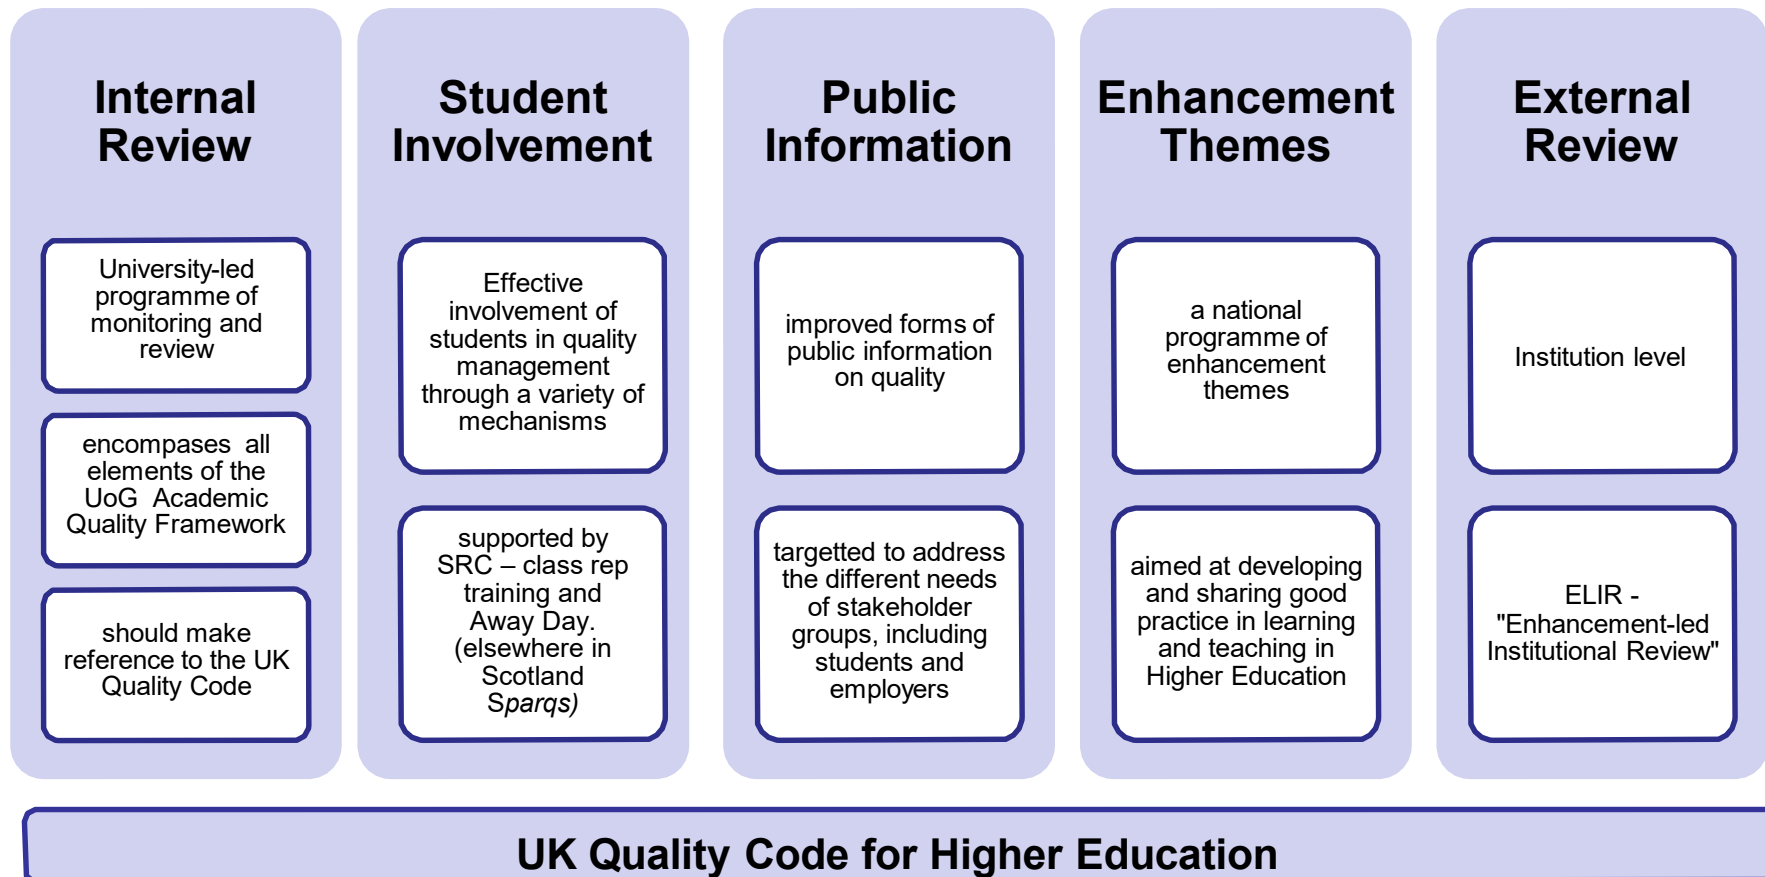 Internal
Review
University-led
programme of
monitoring and
review
encompases all
elements of the
UoG Academic
Quality Framework
should make
reference to the UK
Quality Code
Student
Involvement
Effective
involvement of
students in quality
management
through a variety of
mechanisms
supported by
SRC – class rep
training and
Away Day.
(elsewhere in
Scotland
Sparqs)
Public
Information
improved forms of
public information
on quality
targetted to address
the different needs
of stakeholder
groups, including
students and
employers
Enhancement
Themes
a national
programme of
enhancement
themes
aimed at developing
and sharing good
practice in learning
and teaching in
Higher Education
External
Review
Institution level
ELIR -
"Enhancement-led
Institutional Review"
UK Quality Code for Higher Education